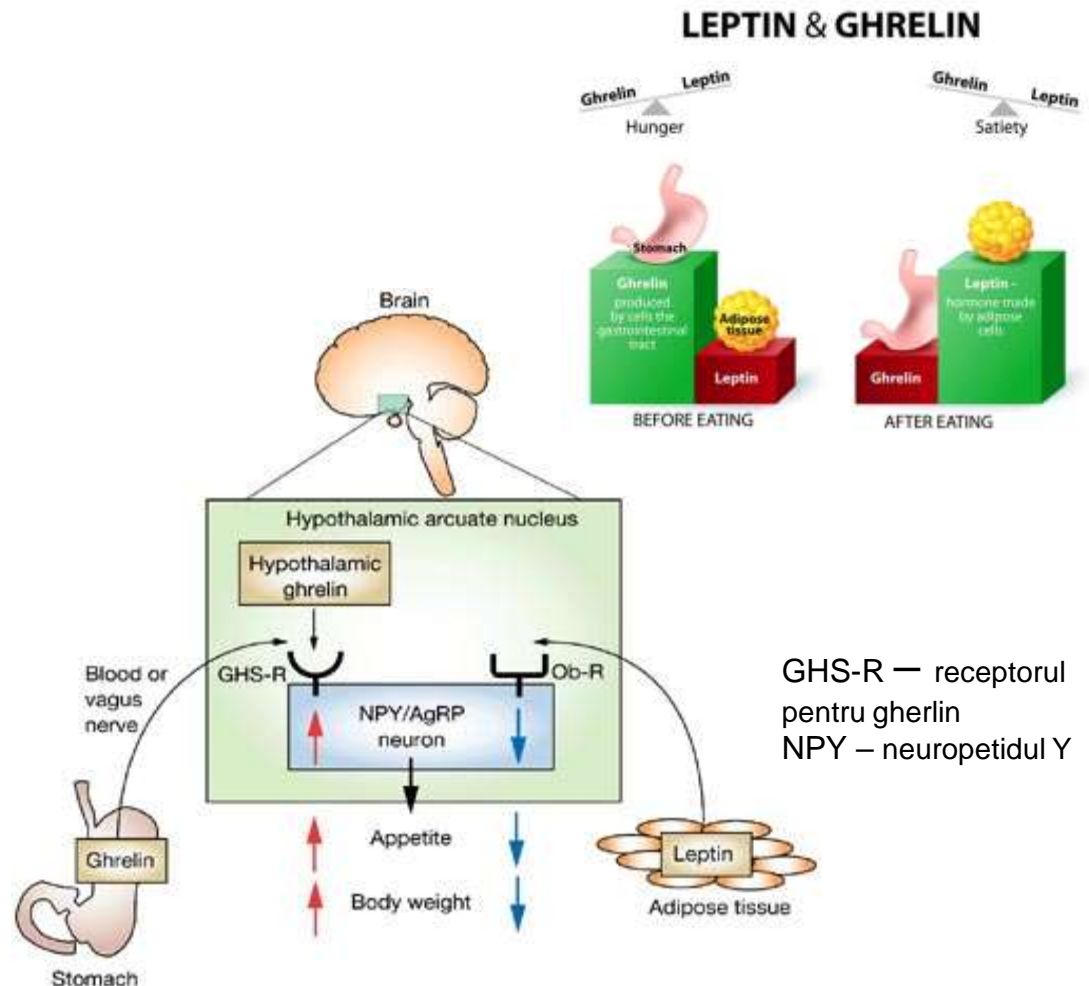 LEPTIN & GHRELIN
Ghrelin
Leptin
Hunger
Ghrelin
Leptin
Satiety
Stomach
Ghrelin
produced
by cells the
gastrointestinal
tract
Adipose
tissue
Leptin
BEFORE EATING
Leptin -
hormone made
by adipose
cells
Ghrelin
AFTER EATING
Brain
Hypothalamic arcuate nucleus
Hypothalamic
ghrelin
Blood or
vagus
nerve
GHS-R
Ob-R
NPY/AgRP
neuron
Appetite
Body weight
Ghrelin
Stomach
Leptin
Adipose tissue
GHS-R – receptorul
pentru gherlin
NPY – neuropetidul Y